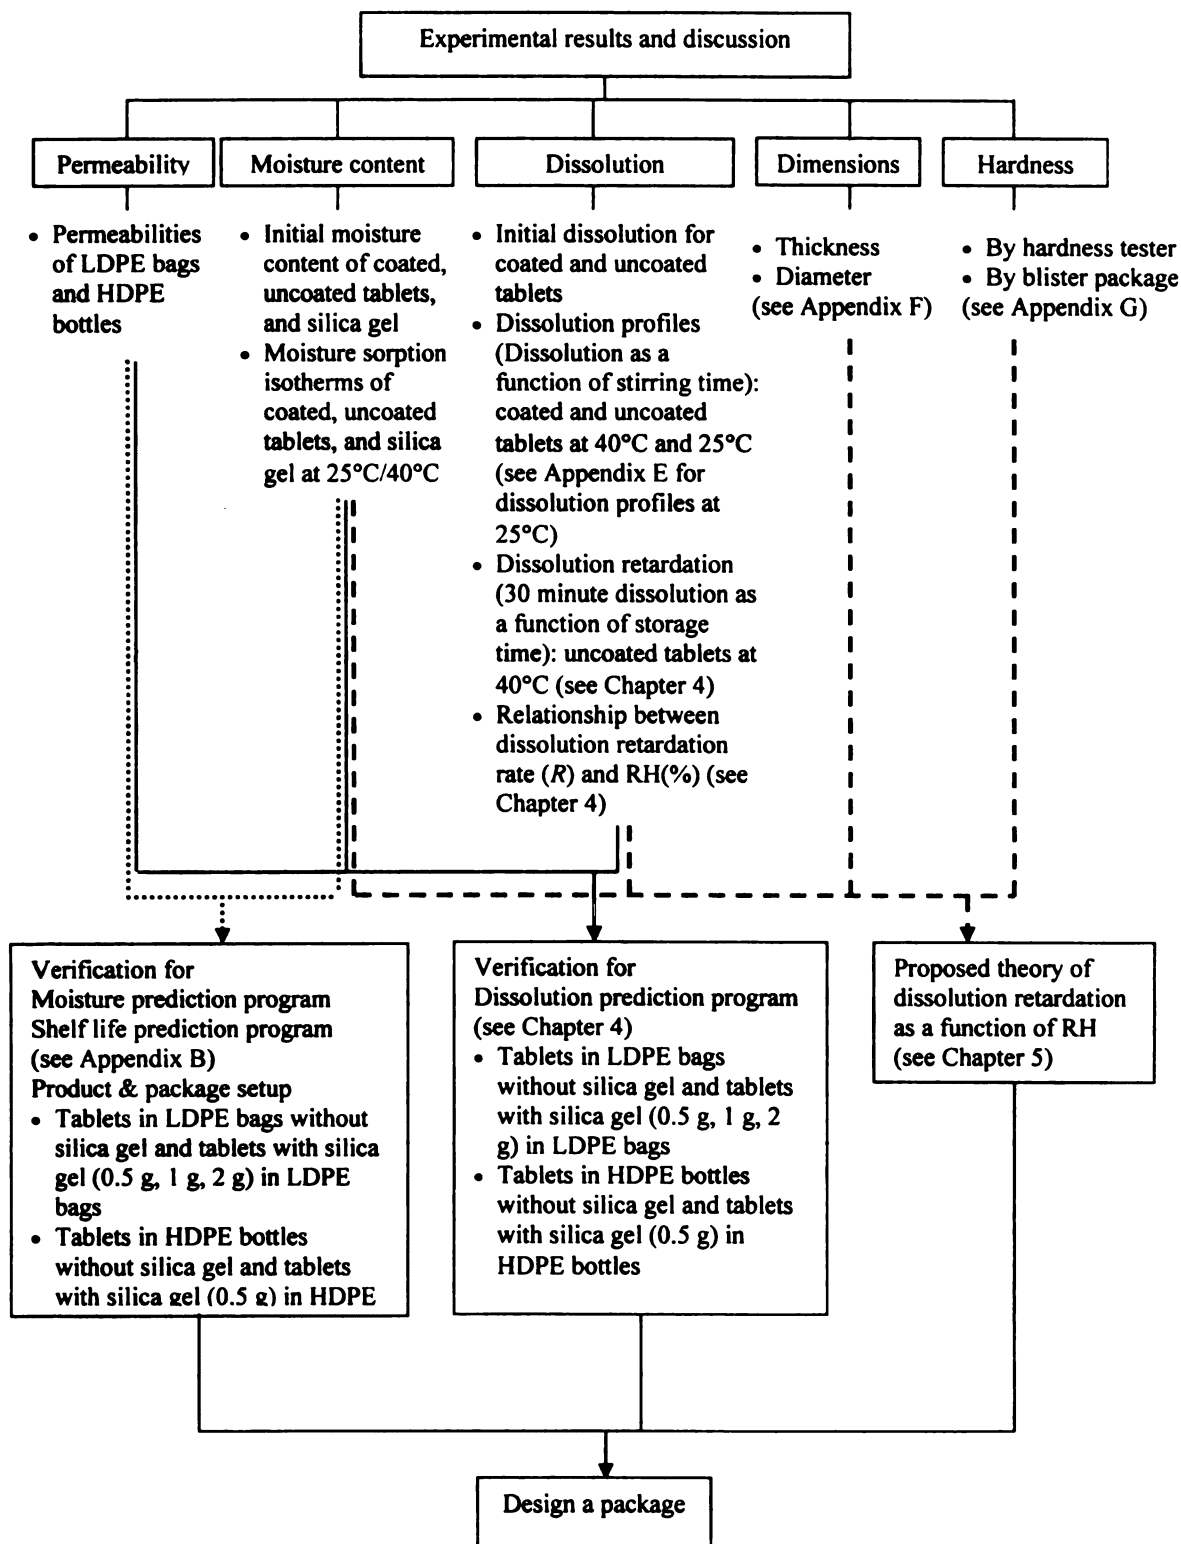 Experimental results and discussion
Permeability
Moisture content
Dissolution
Dimensions
Hardness
• Permeabilities
of LDPE bags
and HDPE
bottles
• Initial moisture
content of coated,
uncoated tablets,
and silica gel
• Moisture sorption
isotherms of
coated, uncoated
tablets, and silica
gel at 25°C/40°C
• Initial dissolution for
coated and uncoated
tablets
• Dissolution profiles
(Dissolution as a
function of stirring time):
coated and uncoated
tablets at 40°C and 25°C
(see Appendix E for
dissolution profiles at
25°C)
• Dissolution retardation
(30 minute dissolution as
a function of storage
time): uncoated tablets at
40°C (see Chapter 4)
• Relationship between
dissolution retardation
rate (R) and RH(%) (see
Chapter 4)
• Thickness
• Diameter
(see Appendix F)
• By hardness tester
• By blister package
(see Appendix G)
Verification for
Moisture prediction program
Shelf life prediction program
(see Appendix B)
Product & package setup
• Tablets in LDPE bags without
silica gel and tablets with silica
gel (0.5 g, 1 g, 2 g) in LDPE
bags
• Tablets in HDPE bottles
without silica gel and tablets
with silica gel (0.5 g) in HDPE
Verification for
Dissolution prediction program
(see Chapter 4)
• Tablets in LDPE bags
without silica gel and tablets
with silica gel (0.5 g, 1 g, 2
g) in LDPE bags
• Tablets in HDPE bottles
without silica gel and tablets
with silica gel (0.5 g) in
HDPE bottles
Proposed theory of
dissolution retardation
as a function of RH
(see Chapter 5)
Design a package